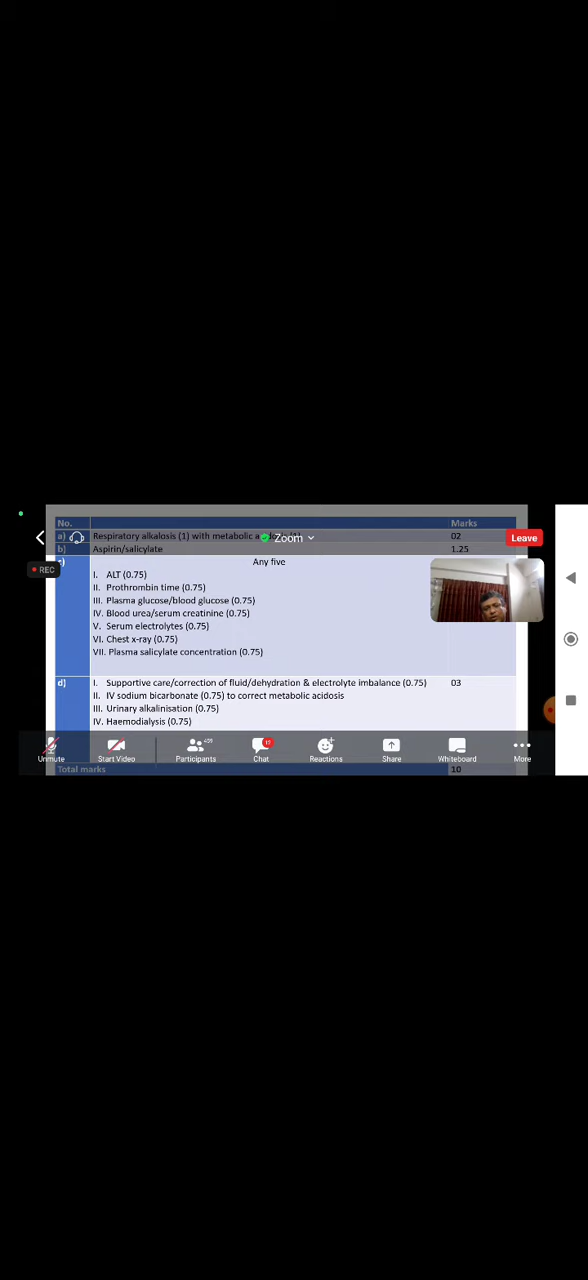 No. Marks
a) Respiratory alkalosis (1) with metabolic 02
Zoom
Leave
b) Aspirin/salicylate 1.25
REC
Any five
I. ALT (0.75)
II. Prothrombin time (0.75)
III. Plasma glucose/blood glucose (0.75)
IV. Blood urea/serum creatinine (0.75)
V. Serum electrolytes (0.75)
VI. Chest x-ray (0.75)
VII. Plasma salicylate concentration (0.75)
d) I. Supportive care/correction of fluid/dehydration & electrolyte imbalance (0.75) 03
II. IV sodium bicarbonate (0.75) to correct metabolic acidosis
III. Urinary alkalinisation (0.75)
IV. Haemodialysis (0.75)
459
17
Unmute Start Video Participants Chat Reactions Share Whiteboard More
Total marks 10